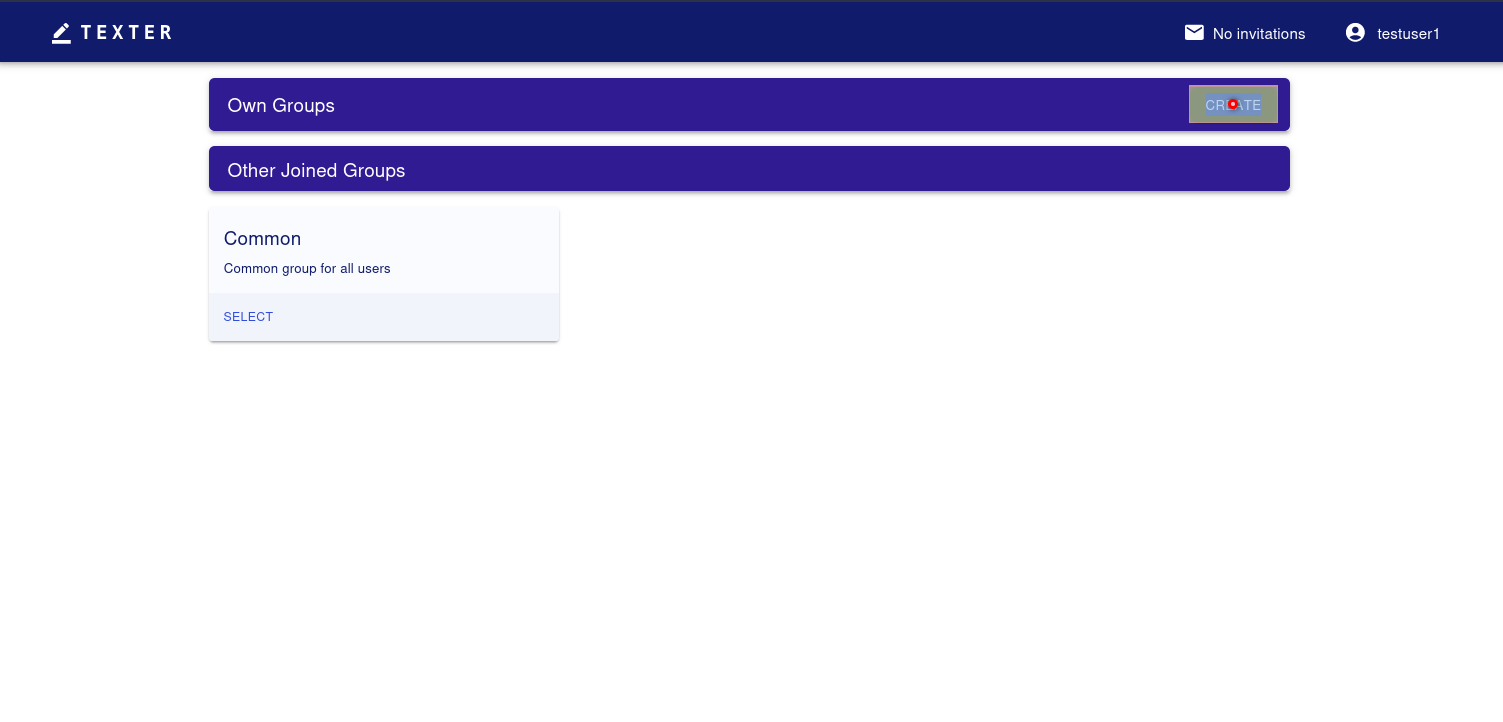 TEXTER
No invitations
testuser1
Own Groups
CREATE
Other Joined Groups
Common
Common group for all users
SELECT